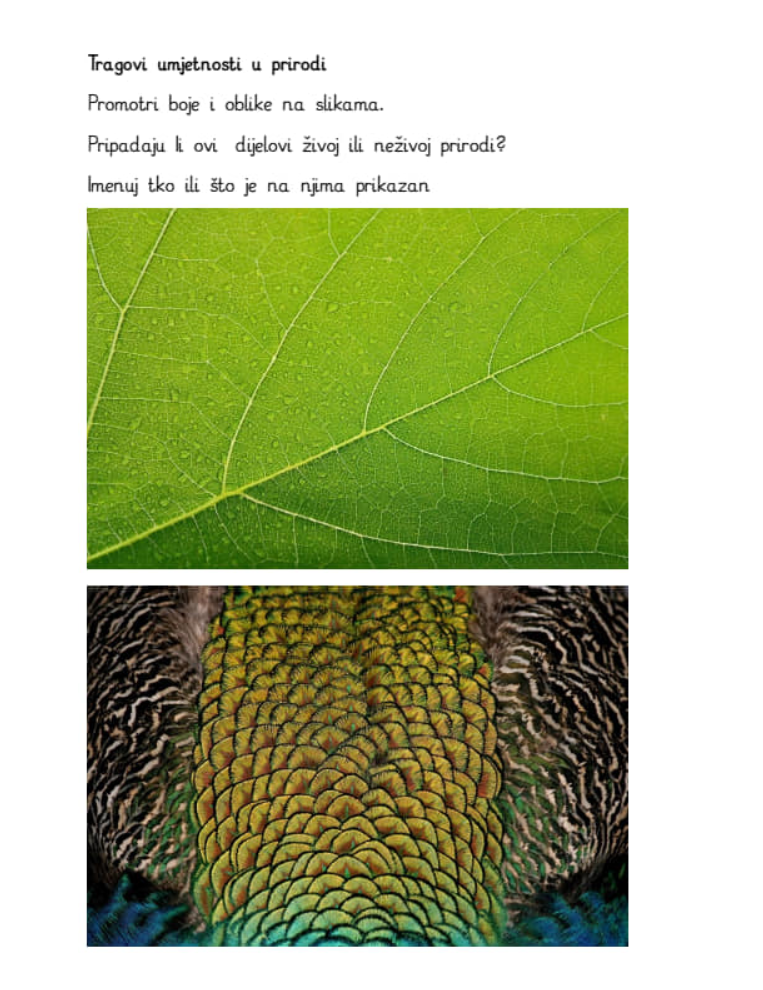 Tragovi umjetnosti u prirodi
Promotri boje i oblike na slikama.
Pripadaju li ovi dijelovi živoj ili neživoj prirodi?
Imenuj tko ili što je na njima prikazan